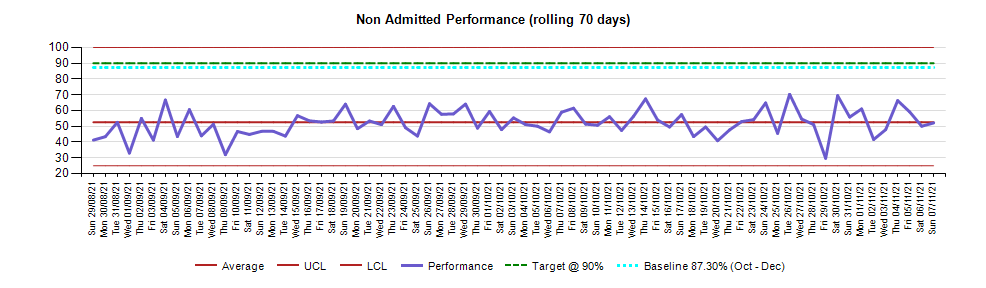 Non Admitted Performance (rolling 70 days)
100
90
80
70
60
50
40
30
20
Sun 29/08/21
Mon 30/08/21
Tue 31/08/21
Wed 01/09/21
Thu 02/09/21
Fri 03/09/21
Sat 04/09/21
Sun 05/09/21
Mon 06/09/21
Tue 07/09/21
Wed 08/09/21
Thu 09/09/21
Fri 10/09/21
Sat 11/09/21
Sun 12/09/21
Mon 13/09/21
Tue 14/09/21
Wed 15/09/21
Thu 16/09/21
Fri 17/09/21
Sat 18/09/21
Sun 19/09/21
Mon 20/09/21
Tue 21/09/21
Wed 22/09/21
Thu 23/09/21
Fri 24/09/21
Sat 25/09/21
Sun 26/09/21
Mon 27/09/21
Tue 28/09/21
Wed 29/09/21
Thu 30/09/21
Fri 01/10/21
Sat 02/10/21
Sun 03/10/21
Mon 04/10/21
Tue 05/10/21
Wed 06/10/21
Thu 07/10/21
Fri 08/10/21
Sat 09/10/21
Sun 10/10/21
Mon 11/10/21
Tue 12/10/21
Wed 13/10/21
Thu 14/10/21
Fri 15/10/21
Sat 16/10/21
Sun 17/10/21
Mon 18/10/21
Tue 19/10/21
Wed 20/10/21
Thu 21/10/21
Fri 22/10/21
Sat 23/10/21
Sun 24/10/21
Mon 25/10/21
Tue 26/10/21
Wed 27/10/21
Thu 28/10/21
Fri 29/10/21
Sat 30/10/21
Sun 31/10/21
Mon 01/11/21
Tue 02/11/21
Wed 03/11/21
Thu 04/11/21
Fri 05/11/21
Sat 06/11/21
Sun 07/11/21
Average UCL LCL Performance Target @ 90% Baseline 87.30% (Oct - Dec)